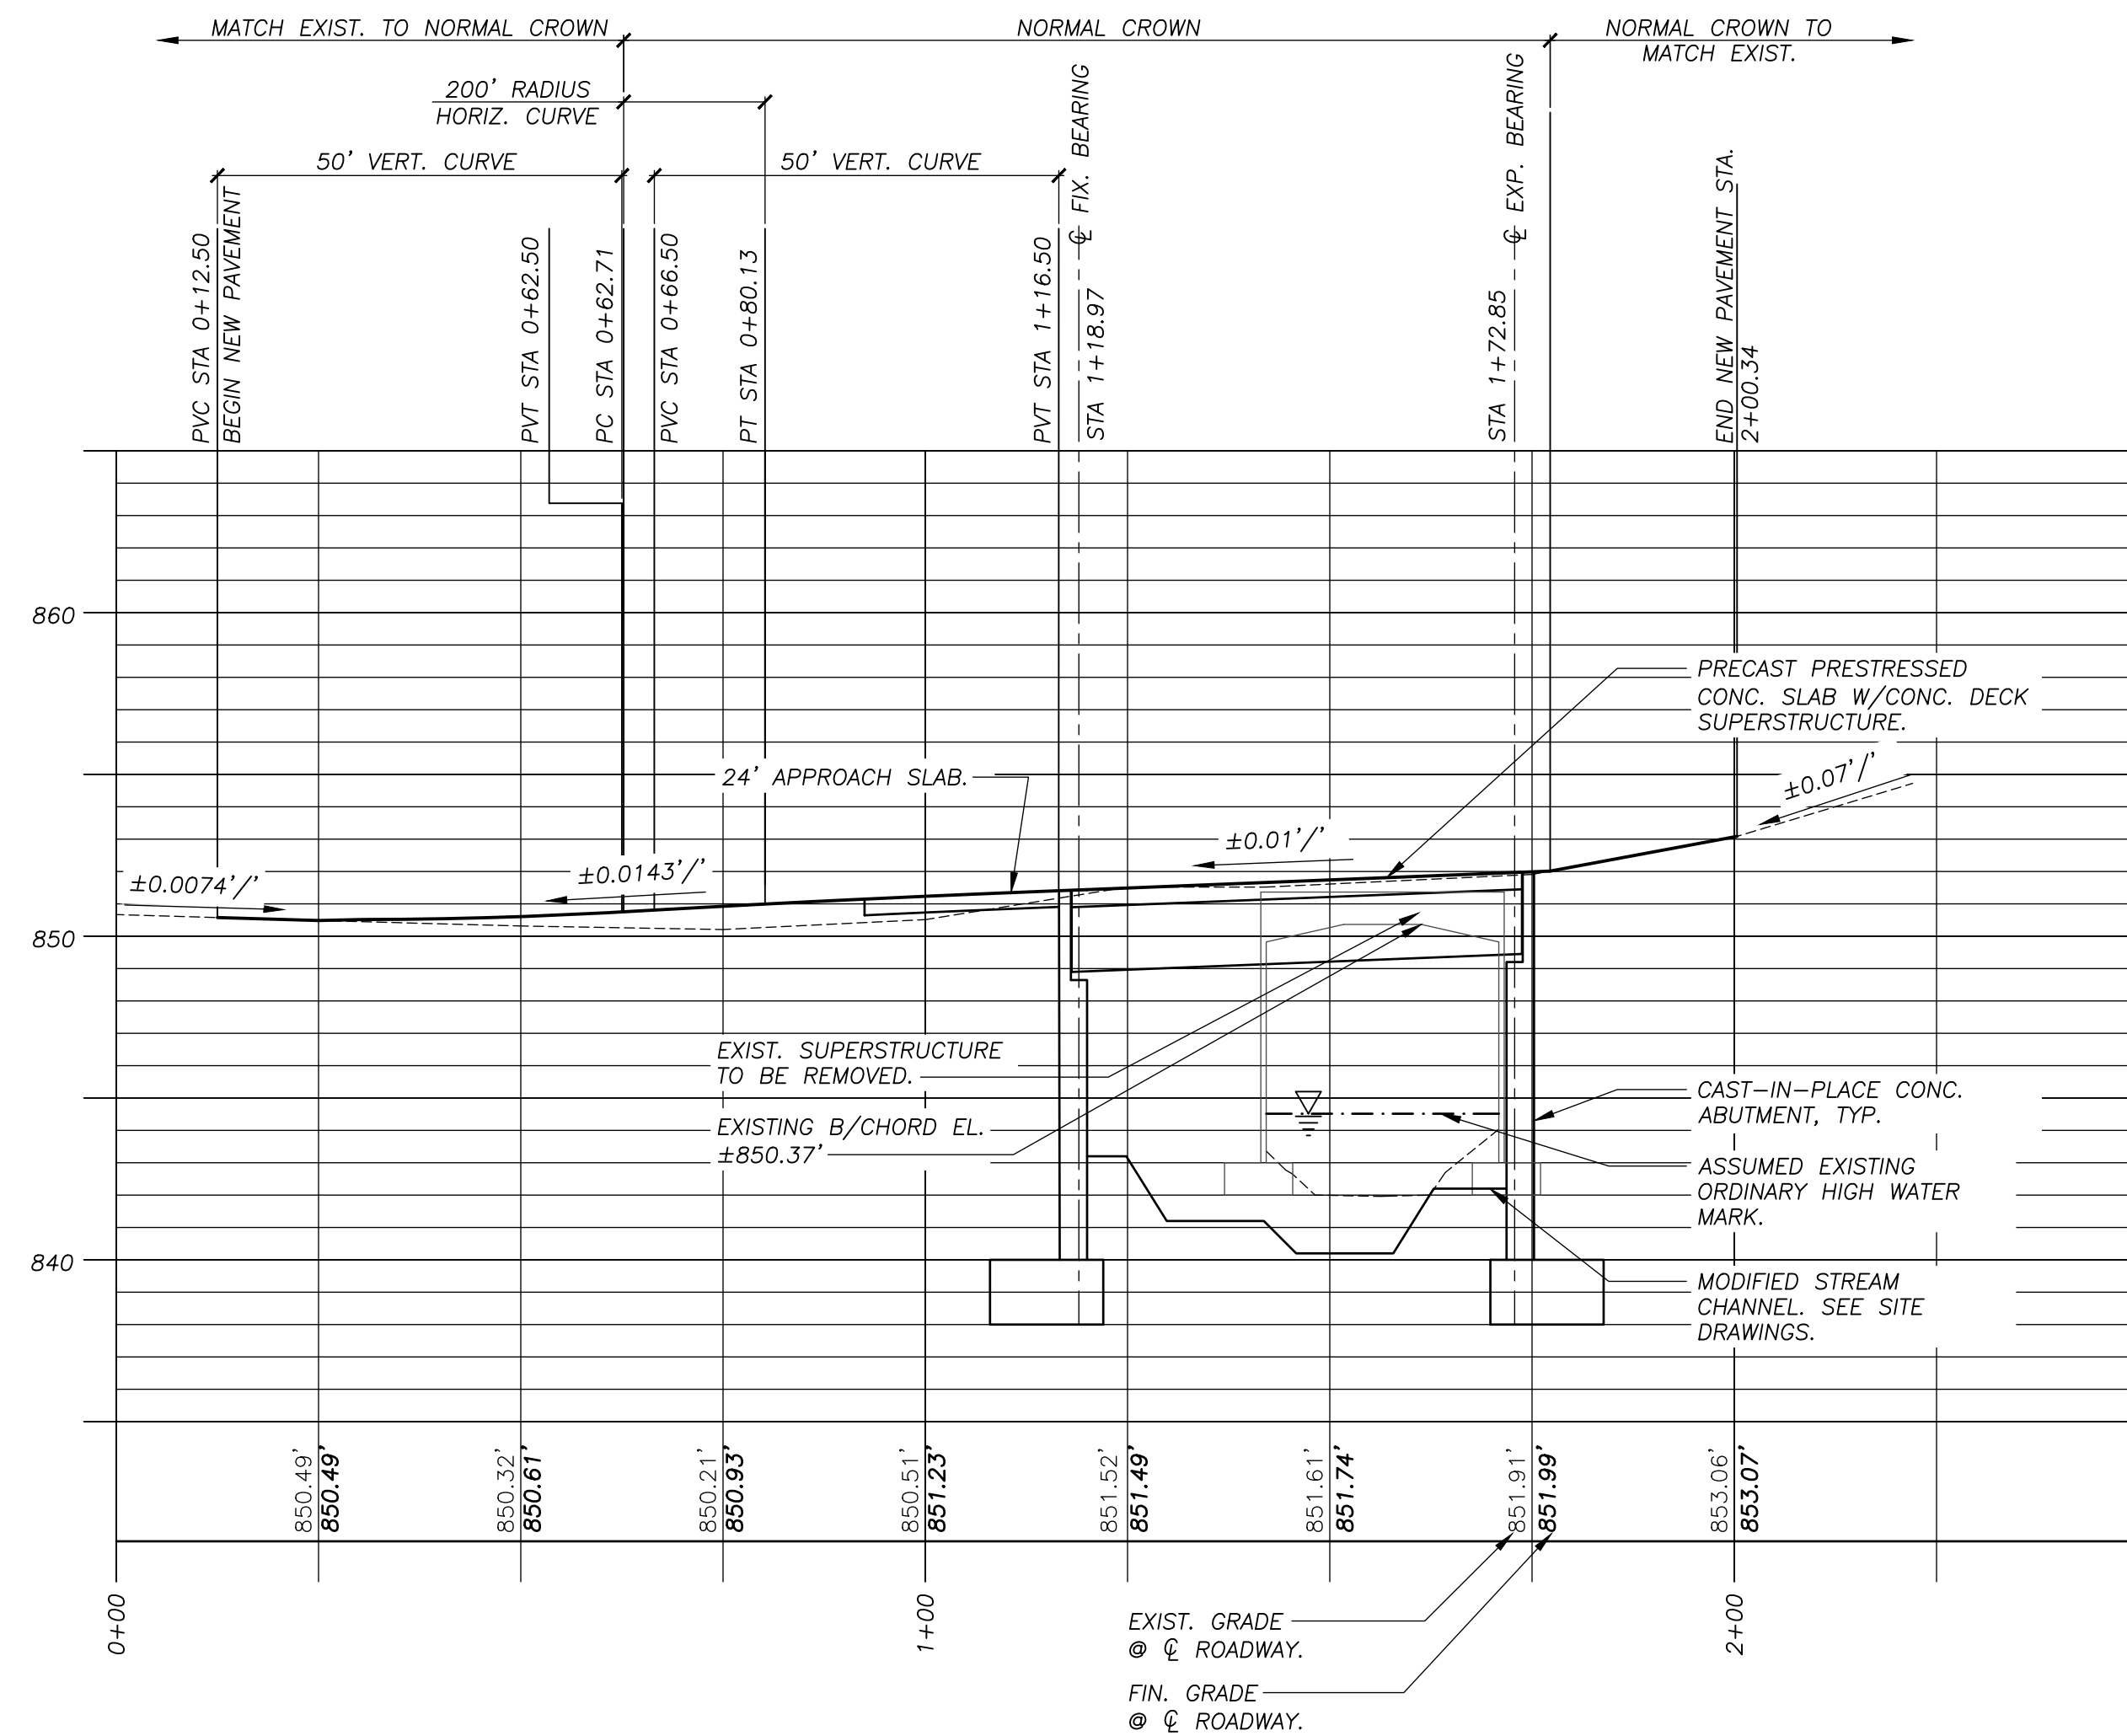 MATCH EXIST. TO NORMAL CROWN
NORMAL CROWN
NORMAL CROWN TO
MATCH EXIST.
200' RADIUS
HORIZ. CURVE
50' VERT. CURVE
50' VERT. CURVE
PVC STA 0+12.50
BEGIN NEW PAVEMENT
PVT STA 0+62.50
PC STA 0+62.71
PVC STA 0+66.50
PT STA 0+80.13
PVT STA 1+16.50
℄ FIX. BEARING
STA 1+18.97
STA 1+72.85
℄ EXP. BEARING
END NEW PAVEMENT STA.
2+00.34
860
850
840
PRECAST PRESTRESSED
CONC. SLAB W/CONC. DECK
SUPERSTRUCTURE.
24' APPROACH SLAB.
±0.07'/'
±0.01'/'
±0.0143'/'
±0.0074'/'
EXIST. SUPERSTRUCTURE
TO BE REMOVED.
EXISTING B/CHORD EL.
±850.37'
CAST-IN-PLACE CONC.
ABUTMENT, TYP.
ASSUMED EXISTING
ORDINARY HIGH WATER
MARK.
MODIFIED STREAM
CHANNEL. SEE SITE
DRAWINGS.
850.49'
850.49'
850.32'
850.61'
850.21'
850.93'
850.51'
851.23'
851.52'
851.49'
851.61'
851.74'
851.91'
851.99'
853.06'
853.07'
0+00
1+00
2+00
EXIST. GRADE
@ ℄ ROADWAY.
FIN. GRADE
@ ℄ ROADWAY.